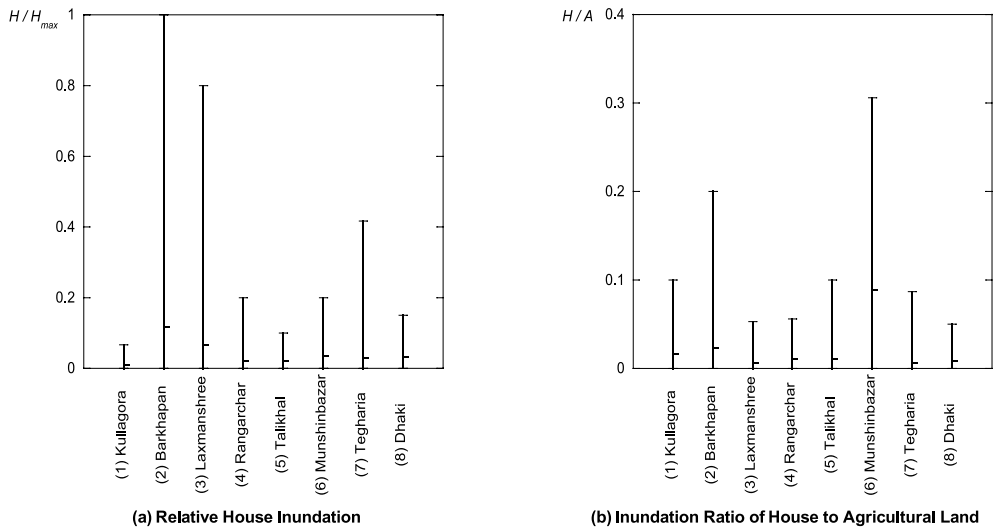 H / Hmax
1
0.8
0.6
0.4
0.2
0
(1) Kullagora
(2) Barkhapan
(3) Laxmanshree
(4) Rangarchar
(5) Talikhal
(6) Munshinbazar
(7) Tegharia
(8) Dhaki
(a) Relative House Inundation
H / A
0.4
0.3
0.2
0.1
0
(1) Kullagora
(2) Barkhapan
(3) Laxmanshree
(4) Rangarchar
(5) Talikhal
(6) Munshinbazar
(7) Tegharia
(8) Dhaki
(b) Inundation Ratio of House to Agricultural Land